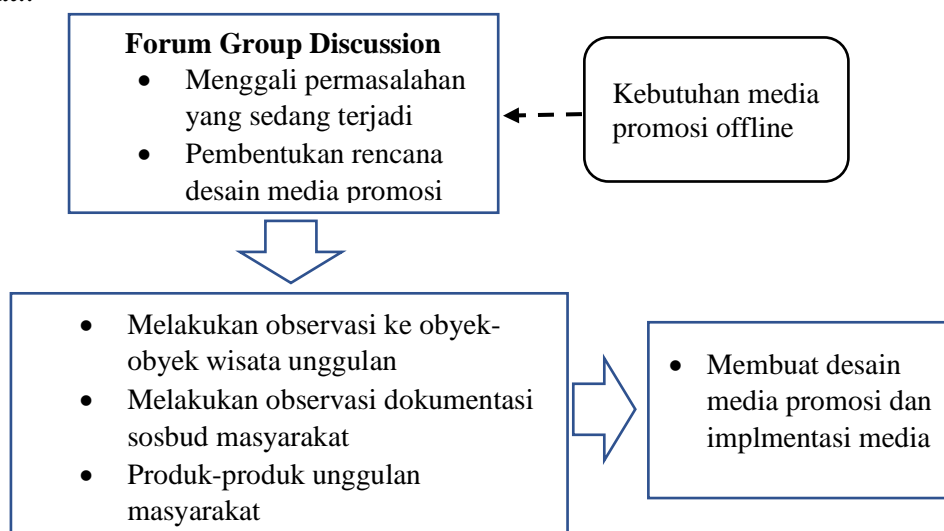 Forum Group Discussion
• Menggali permasalahan
yang sedang terjadi
• Pembentukan rencana
desain media promosi
Kebutuhan media
promosi offline
• Melakukan observasi ke obyek-
obyek wisata unggulan
• Melakukan observasi dokumentasi
sosbud masyarakat
• Produk-produk unggulan
masyarakat
• Membuat desain
media promosi dan
implmentasi media